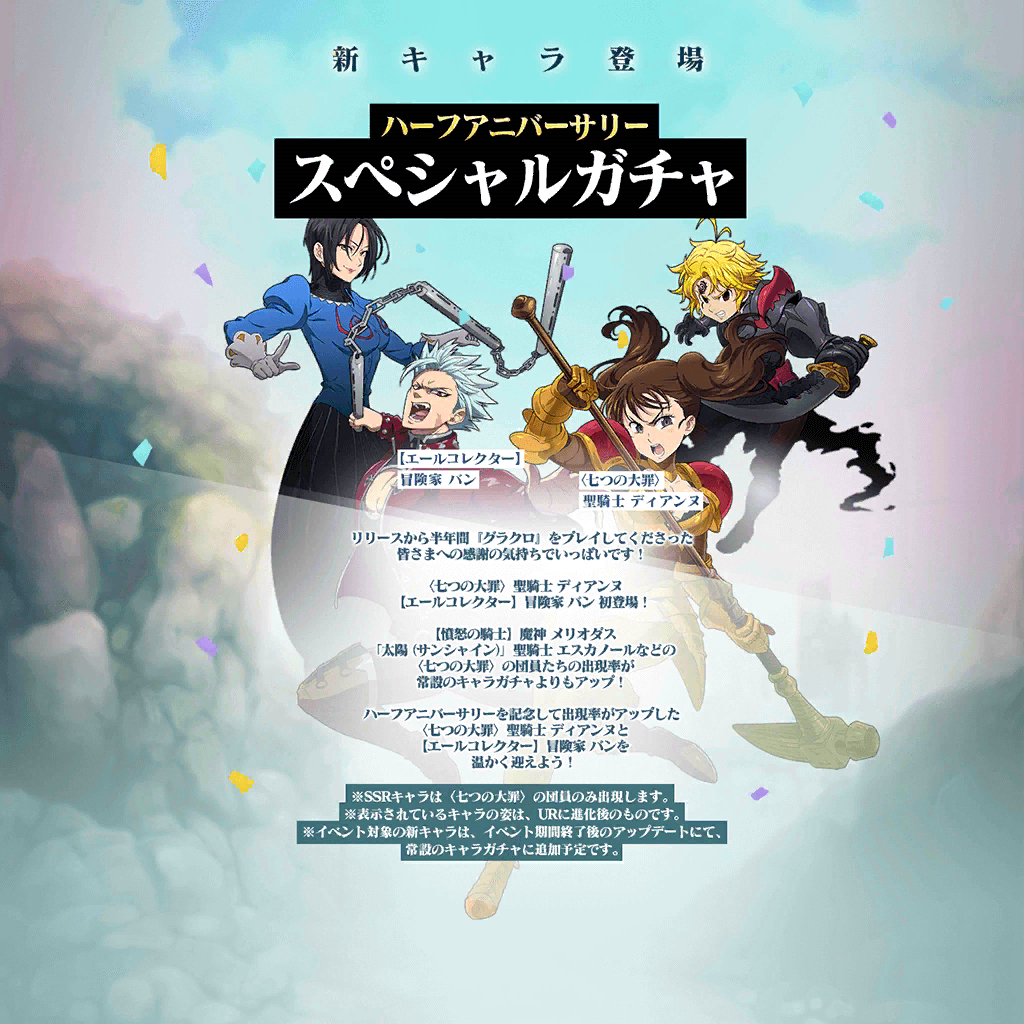 新キャラ登場
ハーフアニバーサリー
スペシャルガチャ
【エールコレクター】
冒険家 バン
〈七つの大罪〉
聖騎士 ディアンヌ
リリースから半年間『グラクロ』をプレイしてくださった
皆さまへの感謝の気持ちでいっぱいです！
〈七つの大罪〉聖騎士 ディアンヌ
【エールコレクター】冒険家 バン 初登場！
【憤怒の騎士】魔神 メリオダス
「太陽 (サンシャイン)」聖騎士 エスカノールなどの
〈七つの大罪〉の団員たちの出現率が
常設のキャラガチャよりもアップ！
ハーフアニバーサリーを記念して出現率がアップした
〈七つの大罪〉聖騎士 ディアンヌと
【エールコレクター】冒険家 バンを
温かく迎えよう！
※SSRキャラは〈七つの大罪〉の団員のみ出現します。
※表示されているキャラの姿は、URに進化後のものです。
※イベント対象の新キャラは、イベント期間終了後のアップデートにて、
常設のキャラガチャに追加予定です。